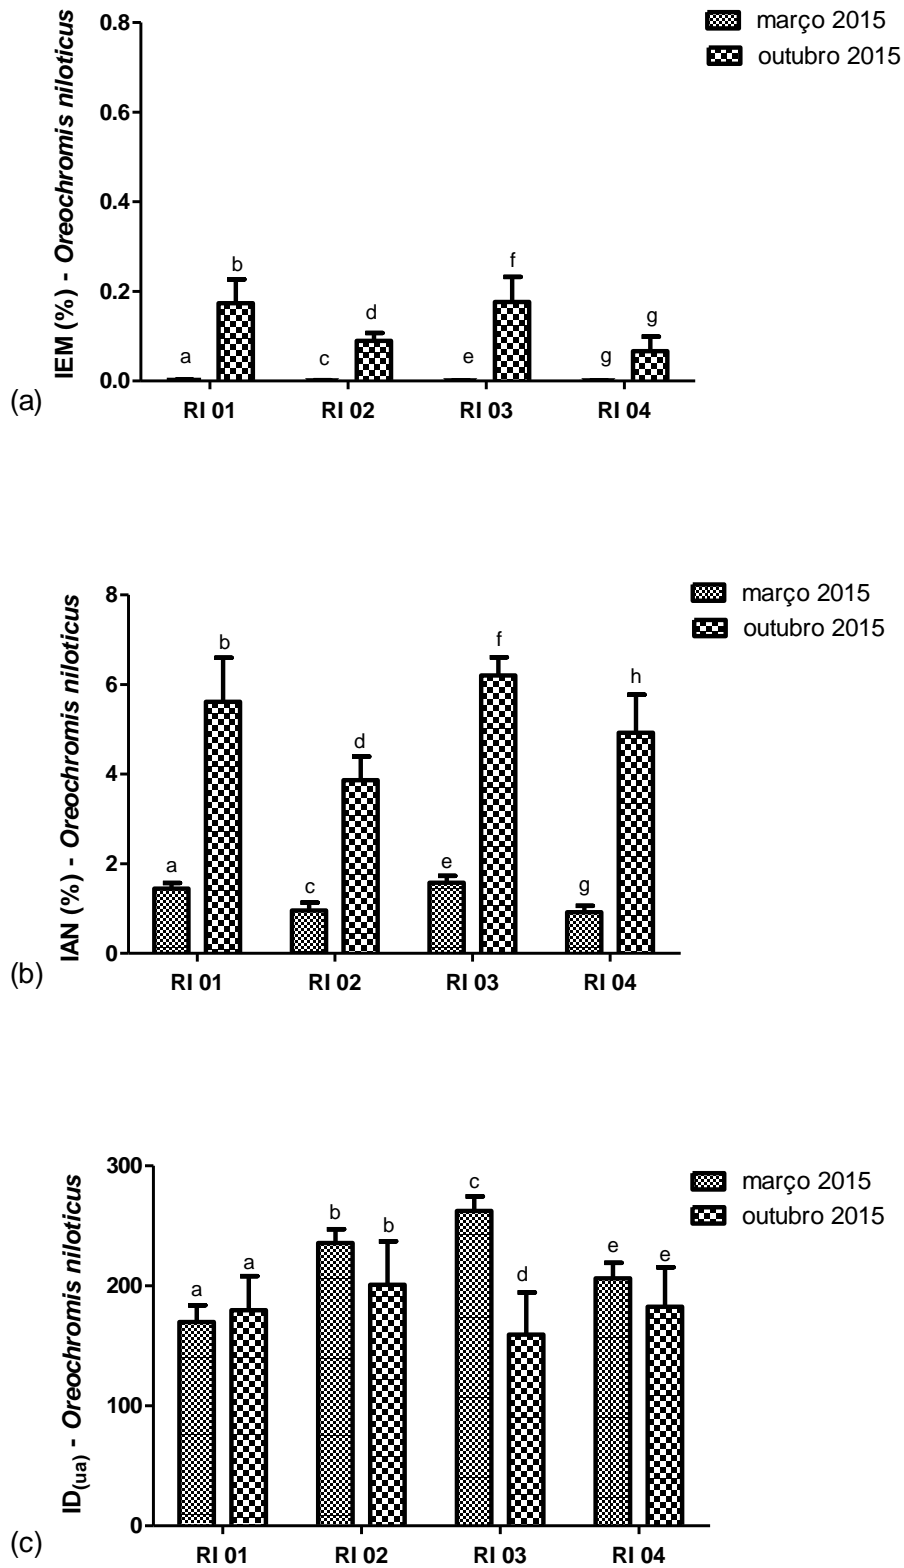 IEM (%) - Oreochromis niloticus
0.8
0.6
0.4
0.2
0.0
março 2015
outubro 2015
a b c d e f g g
RI 01 RI 02 RI 03 RI 04
(a)
IAN (%) - Oreochromis niloticus
8
6
4
2
0
março 2015
outubro 2015
a b c d e f g h
RI 01 RI 02 RI 03 RI 04
(b)
ID(ua) - Oreochromis niloticus
300
200
100
0
março 2015
outubro 2015
a a b b c d e e
RI 01 RI 02 RI 03 RI 04
(c)